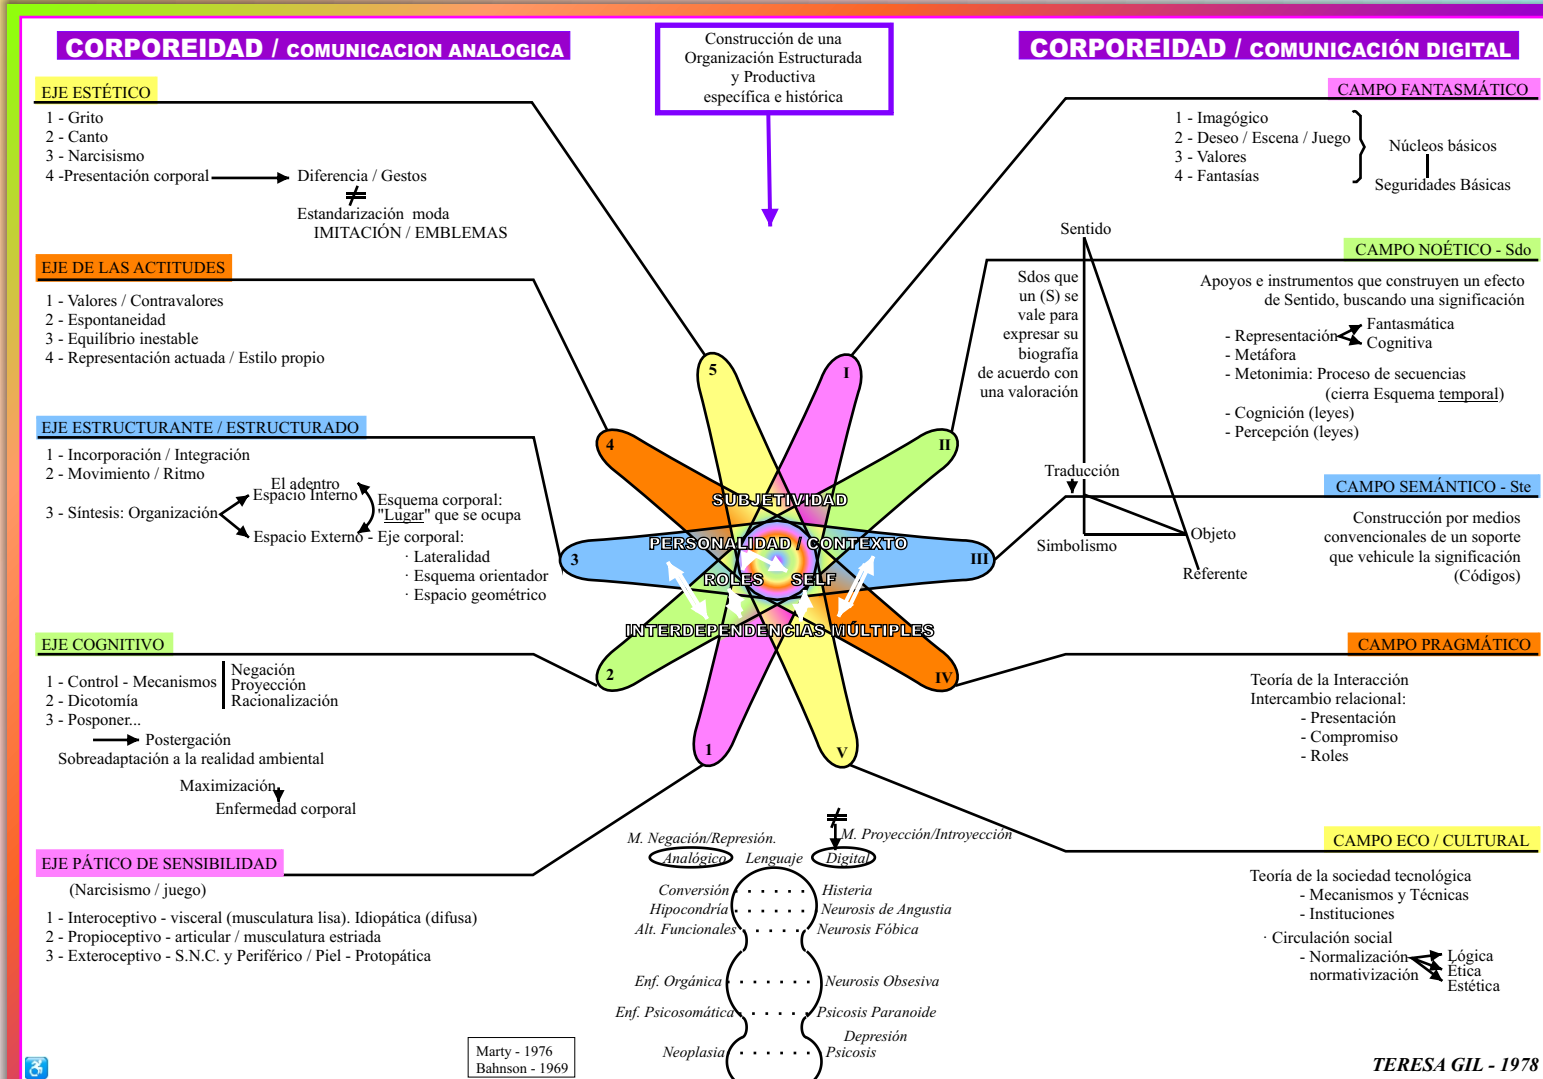 CORPOREIDAD / COMUNICACION ANALOGICA
Construcción de una
Organización Estructurada
y Productiva
específica e histórica
CORPOREIDAD / COMUNICACIÓN DIGITAL
EJE ESTÉTICO
1 - Grito
2 - Canto
3 - Narcisismo
4 -Presentación corporal
Diferencia / Gestos
≠
Estandarización moda
IMITACIÓN / EMBLEMAS
EJE DE LAS ACTITUDES
1 - Valores / Contravalores
2 - Espontaneidad
3 - Equilíbrio inestable
4 - Representación actuada / Estilo propio
EJE ESTRUCTURANTE / ESTRUCTURADO
1 - Incorporación / Integración
2 - Movimiento / Ritmo
3 - Síntesis: Organización
El adentro
Espacio Interno
Esquema corporal:
"Lugar" que se ocupa
Espacio Externo - Eje corporal:
· Lateralidad
· Esquema orientador
· Espacio geométrico
EJE COGNITIVO
1 - Control - Mecanismos
Negación
Proyección
Racionalización
2 - Dicotomía
3 - Posponer...
Postergación
Sobreadaptación a la realidad ambiental
Maximización
Enfermedad corporal
EJE PÁTICO DE SENSIBILIDAD
(Narcisismo / juego)
1 - Interoceptivo - visceral (musculatura lisa). Idiopática (difusa)
2 - Propioceptivo - articular / musculatura estriada
3 - Exteroceptivo - S.N.C. y Periférico / Piel - Protopática
5
4
3
2
1
I
II
III
IV
V
SUBJETIVIDAD
PERSONALIDAD / CONTEXTO
ROLES SELF
INTERDEPENDENCIAS MÚLTIPLES
CAMPO FANTASMÁTICO
1 - Imagógico
2 - Deseo / Escena / Juego
3 - Valores
4 - Fantasías
Núcleos básicos
Seguridades Básicas
CAMPO NOÉTICO - Sdo
Apoyos e instrumentos que construyen un efecto
de Sentido, buscando una significación
- Representación
Fantasmática
Cognitiva
- Metáfora
- Metonimia: Proceso de secuencias
(cierra Esquema temporal)
- Cognición (leyes)
- Percepción (leyes)
Sentido
Sdos que
un (S) se
vale para
expresar su
biografía
de acuerdo con
una valoración
Traducción
Simbolismo
Objeto
Referente
CAMPO SEMÁNTICO - Ste
Construcción por medios
convencionales de un soporte
que vehicule la significación
(Códigos)
CAMPO PRAGMÁTICO
Teoría de la Interacción
Intercambio relacional:
- Presentación
- Compromiso
- Roles
CAMPO ECO / CULTURAL
Teoría de la sociedad tecnológica
- Mecanismos y Técnicas
- Instituciones
· Circulación social
- Normalización
normativización
Lógica
Ética
Estética
≠
M. Negación/Represión.
M. Proyección/Introyección
Analógico Lenguaje Digital
Conversión . . . . . Histeria
Hipocondría . . . . . Neurosis de Angustia
Alt. Funcionales . . . . . Neurosis Fóbica
Enf. Orgánica . . . . . . Neurosis Obsesiva
Enf. Psicosomática . . . . . Psicosis Paranoide
Depresión
Neoplasia . . . . . . Psicosis
Marty - 1976
Bahnson - 1969
TERESA GIL - 1978